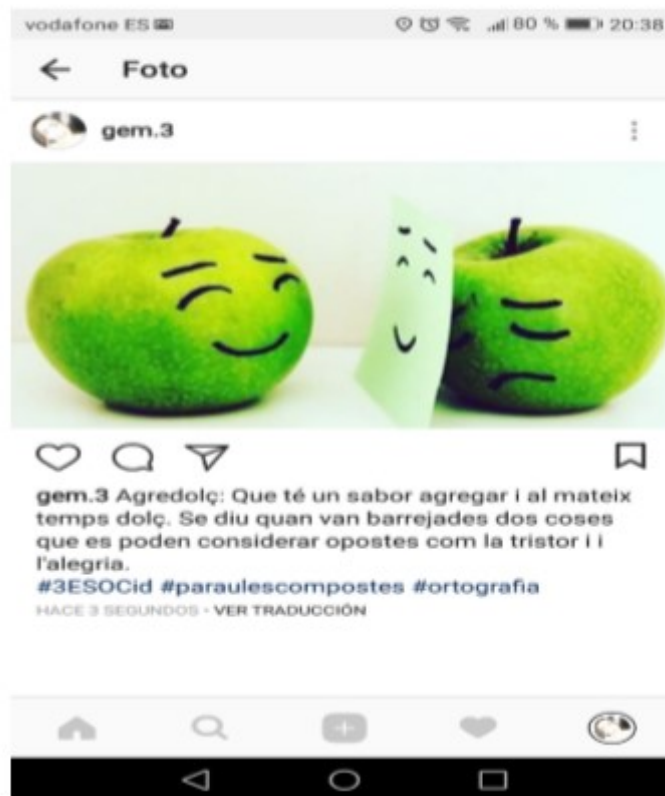 vodafone ES
80 % 20:38
Foto
gem.3
gem.3 Agredolç: Que té un sabor agregar i al mateix
temps dolç. Se diu quan van barrejades dos coses
que es poden considerar opostes com la tristor i i
l'alegria.
#3ESOCid #paraulescompostes #ortografia
HACE 3 SEGUNDOS · VER TRADUCCIÓN